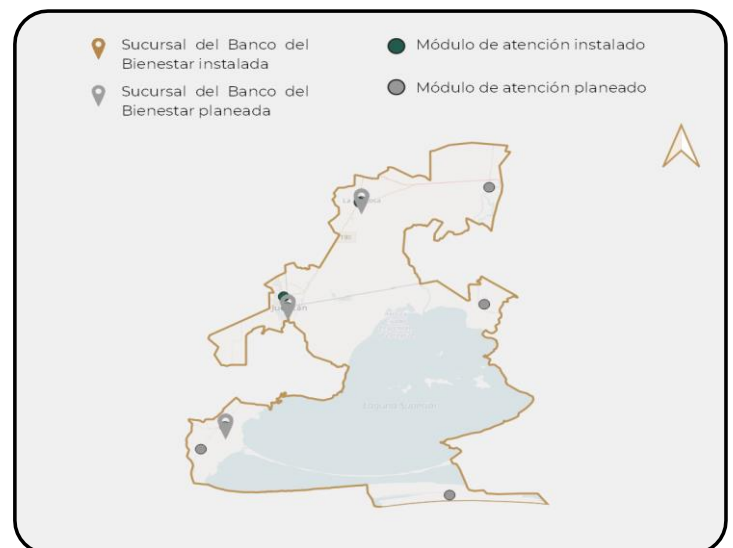 Sucursal del Banco del
Bienestar instalada
Sucursal del Banco del
Bienestar planeada
Módulo de atención instalado
Módulo de atención planeado
Laguna Superior